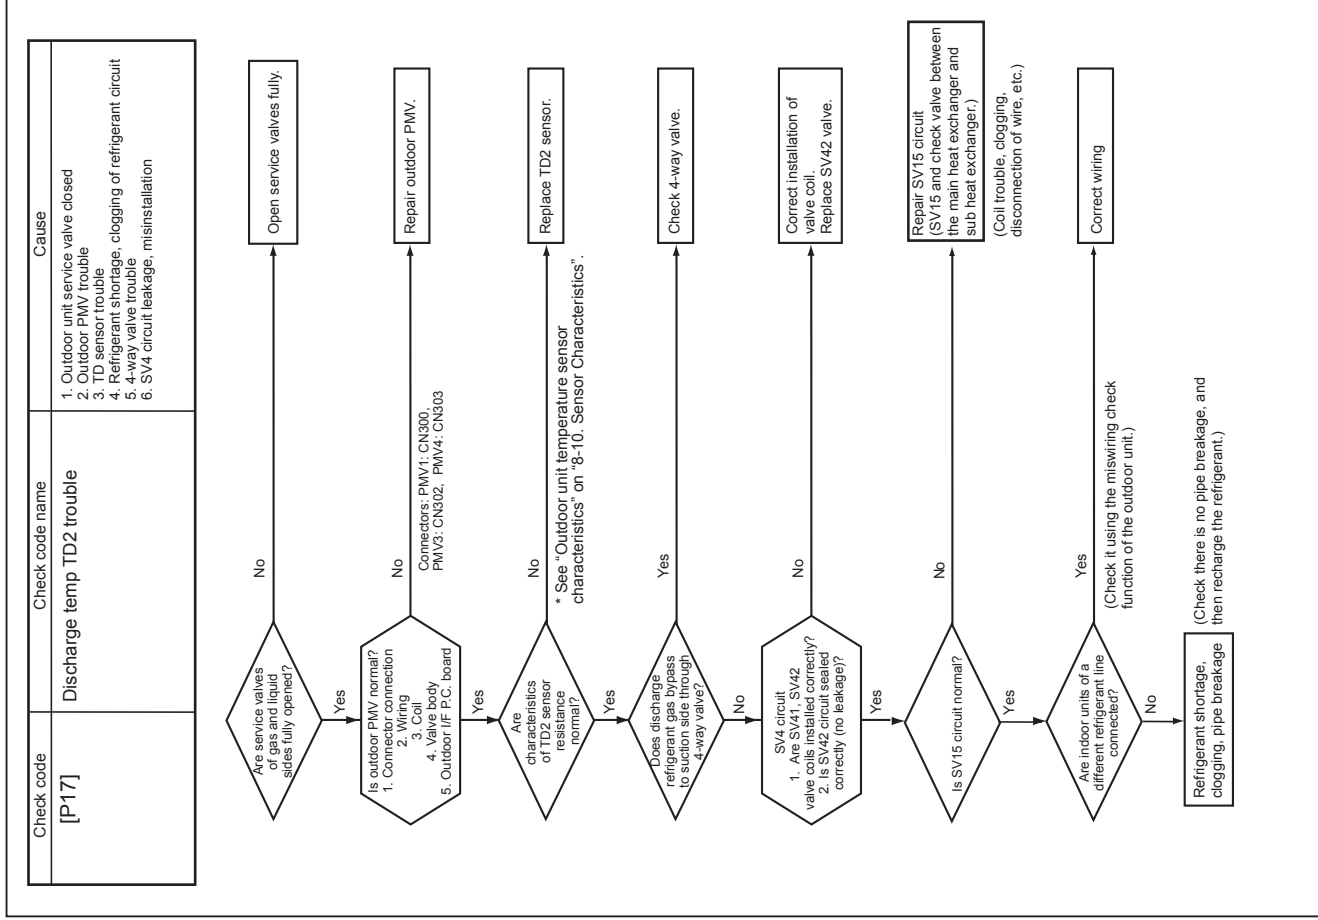 Check code
Check code name
Cause
[P17]
Discharge temp TD2 trouble
1. Outdoor unit service valve closed
2. Outdoor PMV trouble
3. TD sensor trouble
4. Refrigerant shortage, clogging of refrigerant circuit
5. 4-way valve trouble
6. SV4 circuit leakage, misinstallation
Are service valves
of gas and liquid
sides fully opened?
No
Open service valves fully.
Yes
Is outdoor PMV normal?
1. Connector connection
2. Wiring
3. Coil
4. Valve body
5. Outdoor I/F P.C. board
No
Connectors: PMV1: CN300,
PMV3: CN302, PMV4: CN303
Repair outdoor PMV.
Yes
Are
characteristics
of TD2 sensor
resistance
normal?
No
* See “Outdoor unit temperature sensor
characteristics” on “8-10. Sensor Characteristics”.
Replace TD2 sensor.
Yes
Does discharge
refrigerant gas bypass
to suction side through
4-way valve?
Yes
Check 4-way valve.
No
SV4 circuit
1. Are SV41, SV42
valve coils installed correctly?
2. Is SV42 circuit sealed
correctly (no leakage)?
No
Correct installation of
valve coil.
Replace SV42 valve.
Yes
Is SV15 circuit normal?
No
Repair SV15 circuit
(SV15 and check valve between
the main heat exchanger and
sub heat exchanger.)
(Coil trouble, clogging,
disconnection of wire, etc.)
Yes
Are indoor units of a
different refrigerant line
connected?
Yes
(Check it using the miswiring check
function of the outdoor unit.)
Correct wiring
No
Refrigerant shortage,
clogging, pipe breakage
(Check there is no pipe breakage, and
then recharge the refrigerant.)